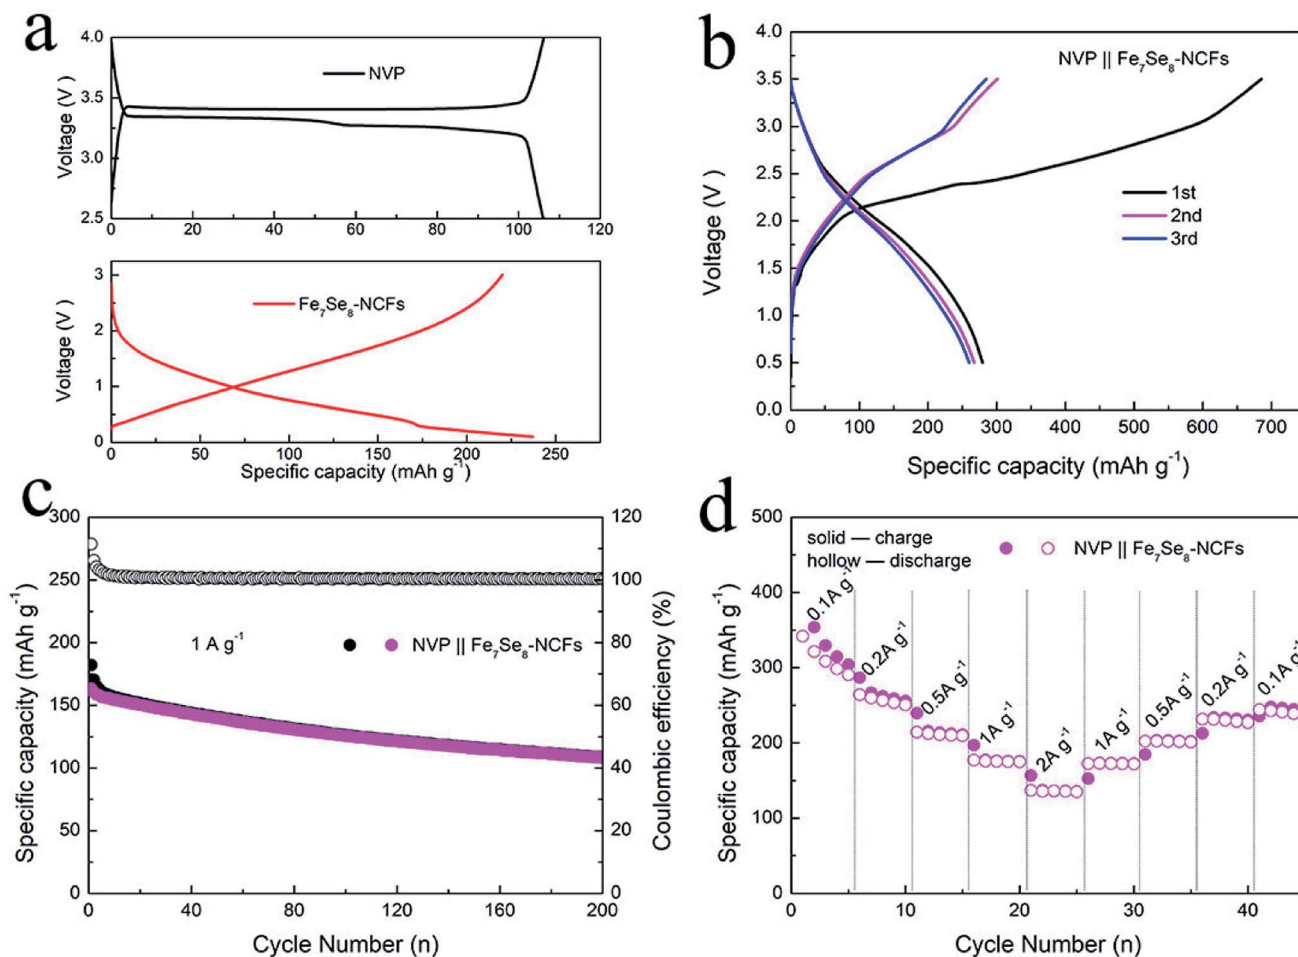 a
4.0
3.5
3.0
2.5
Voltage (V)
NVP
0 20 40 60 80 100 120
3
2
1
0
Voltage (V)
Fe₇Se₈-NCFs
0 50 100 150 200 250
Specific capacity (mAh g⁻¹)
b
NVP || Fe₇Se₈-NCFs
4.0
3.5
3.0
2.5
2.0
1.5
1.0
0.5
0.0
Voltage (V)
1st
2nd
3rd
0 100 200 300 400 500 600 700
Specific capacity (mAh g⁻¹)
c
300
250
200
150
100
50
0
Specific capacity (mAh g⁻¹)
120
100
80
60
40
20
0
Coulombic efficiency (%)
1 A g⁻¹
NVP || Fe₇Se₈-NCFs
0 40 80 120 160 200
Cycle Number (n)
d
500
400
300
200
100
0
Specific capacity (mAh g⁻¹)
solid — charge
hollow — discharge
NVP || Fe₇Se₈-NCFs
0.1A g⁻¹
0.2A g⁻¹
0.5A g⁻¹
1A g⁻¹
2A g⁻¹
1A g⁻¹
0.5A g⁻¹
0.2A g⁻¹
0.1A g⁻¹
0 10 20 30 40
Cycle Number (n)